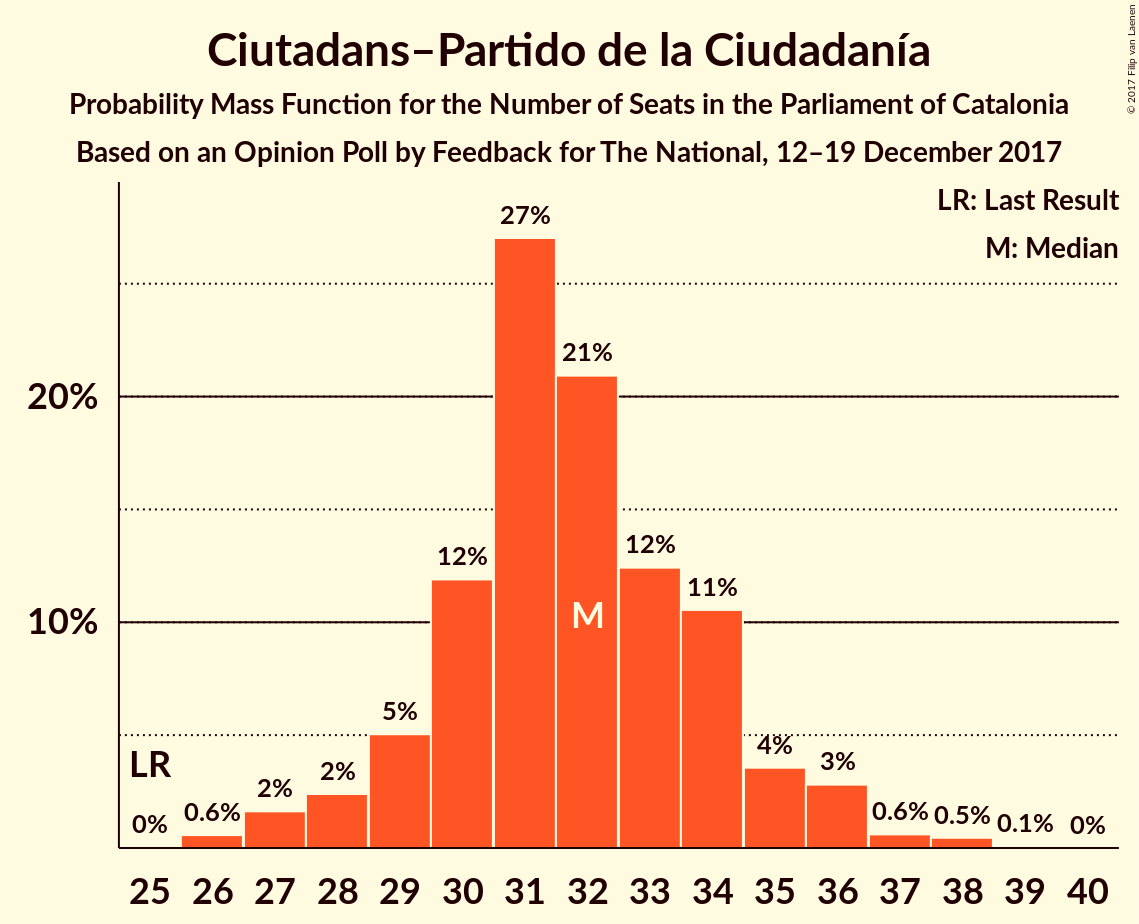 Ciutadans–Partido de la Ciudadanía
Probability Mass Function for the Number of Seats in the Parliament of Catalonia
Based on an Opinion Poll by Feedback for The National, 12–19 December 2017
© 2017 Filip van Laenen
LR: Last Result
M: Median
27%
21%
20%
12%
12%
11%
10%
M
5%
4%
3%
LR
2%
2%
0% 0.6% 0.6% 0.5% 0.1% 0%
25 26 27 28 29 30 31 32 33 34 35 36 37 38 39 40